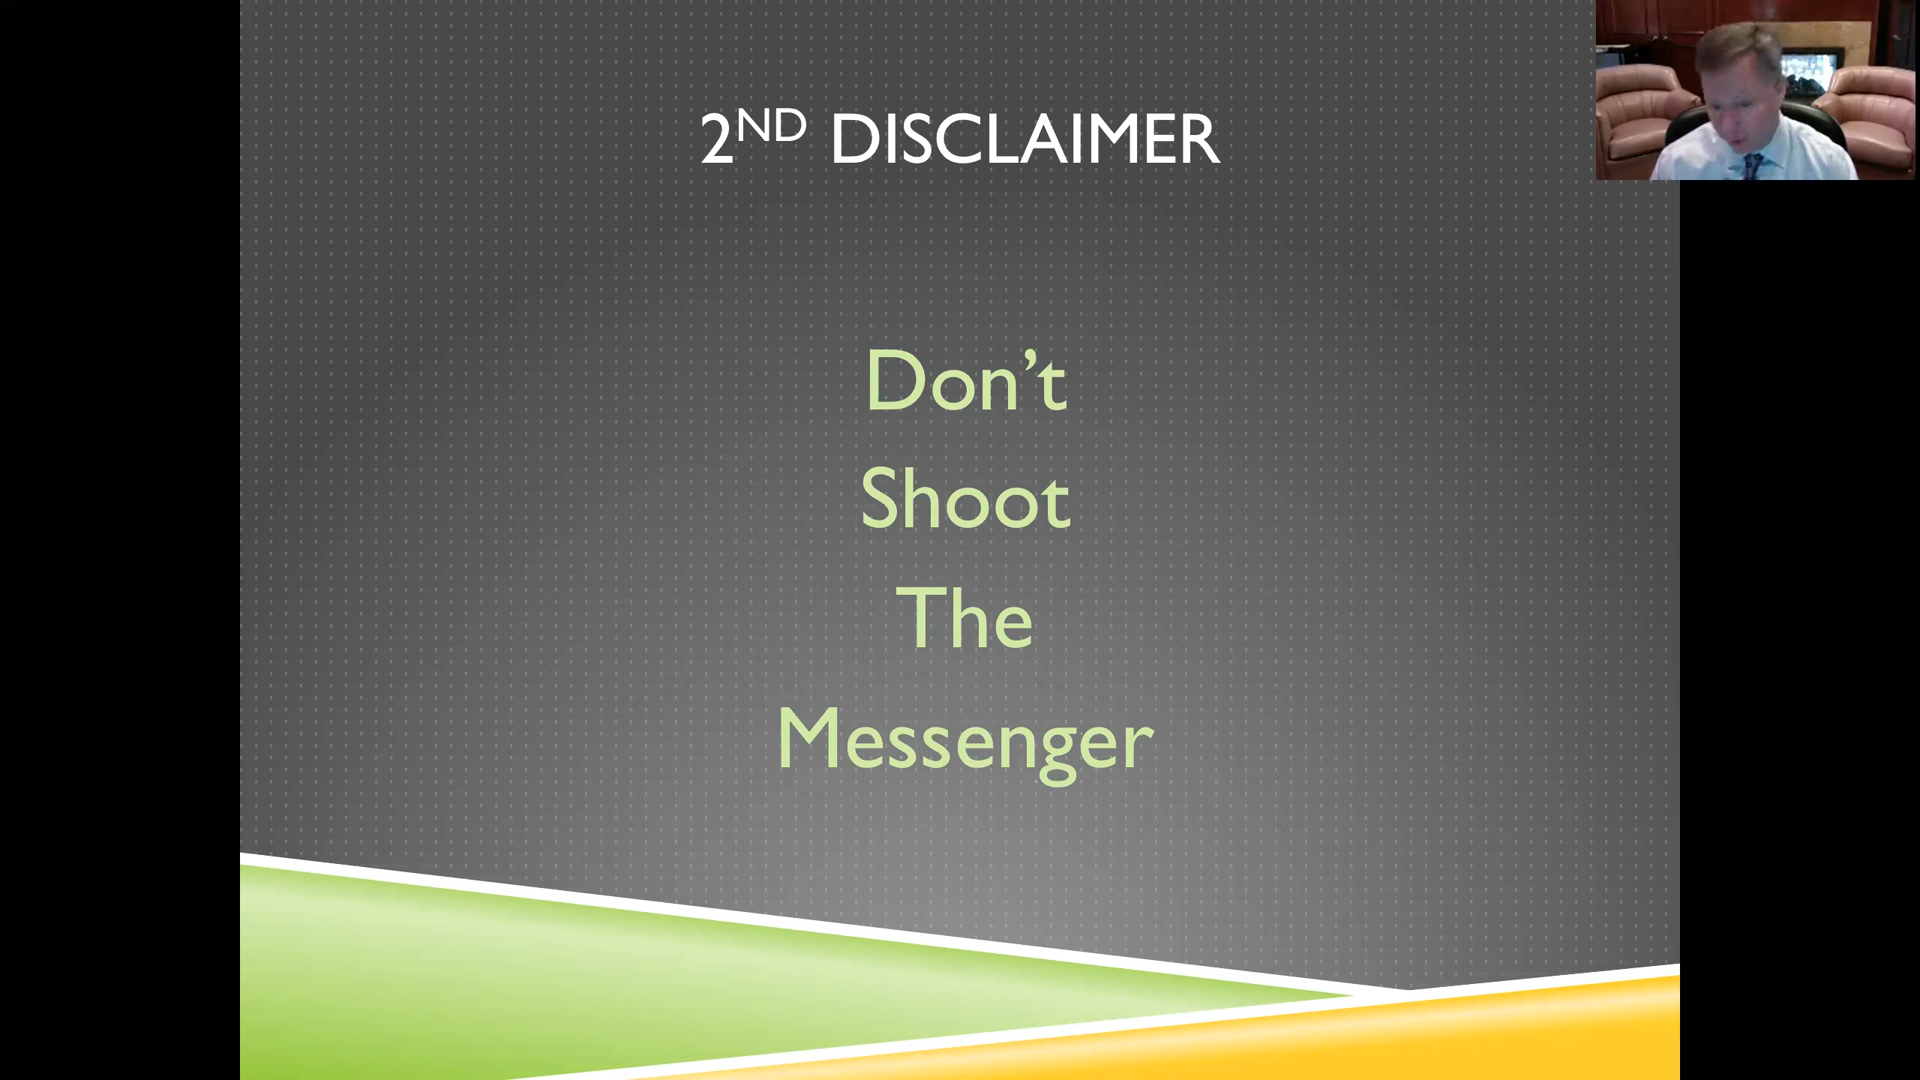 2ND DISCLAIMER
Don’t
Shoot
The
Messenger